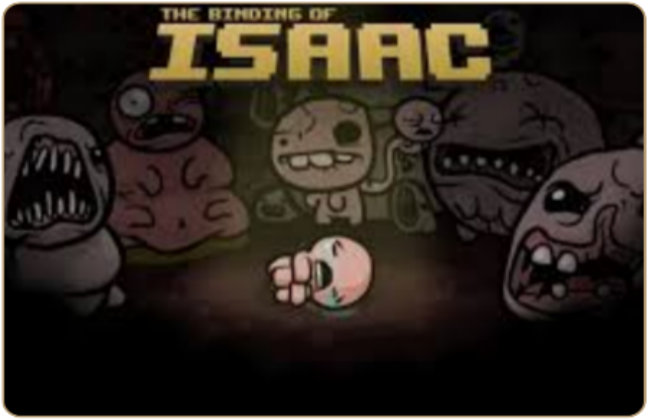 THE BINDING OF
ISAAC